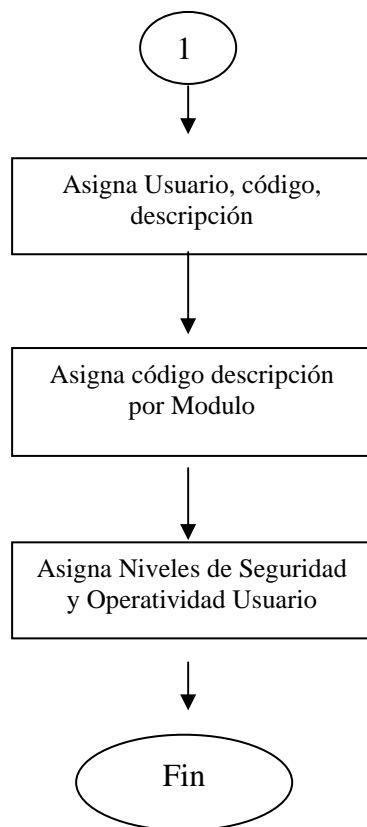 1
Asigna Usuario, código,
descripción
Asigna código descripción
por Modulo
Asigna Niveles de Seguridad
y Operatividad Usuario
Fin